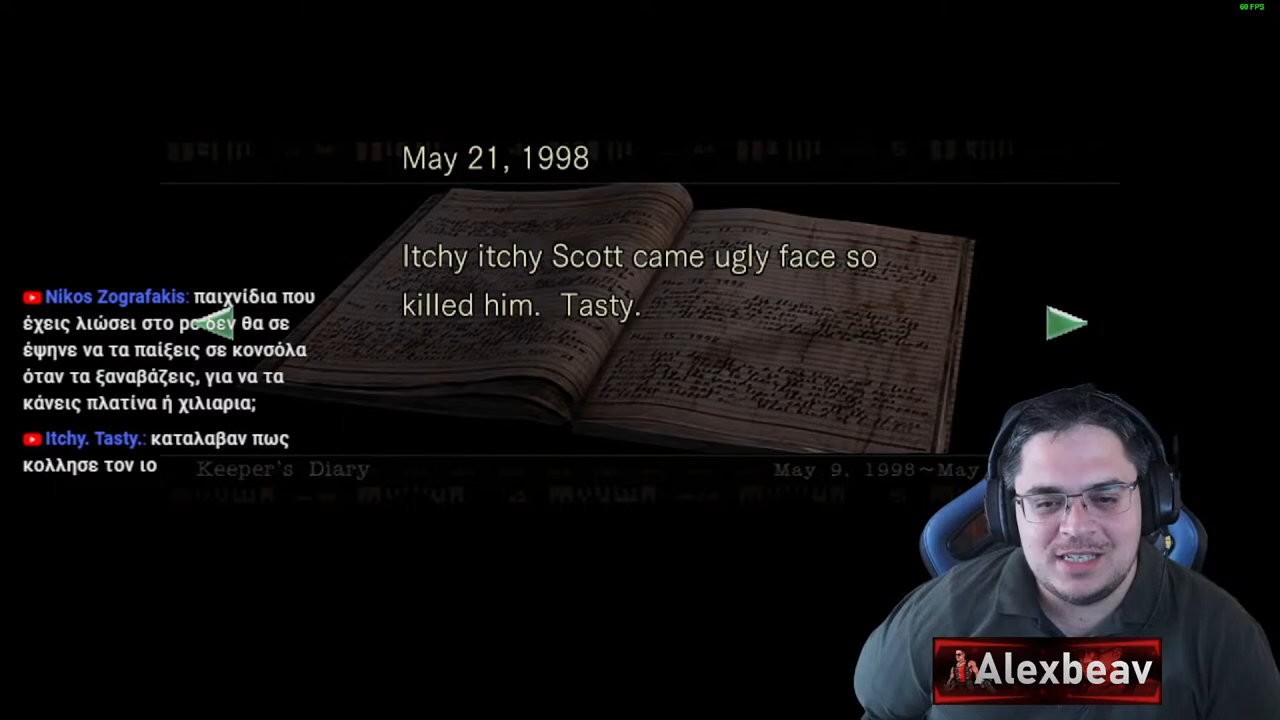 60 FPS
May 21, 1998
Itchy itchy Scott came ugly face so
killed him. Tasty.
Nikos Zografakis: παιχνίδια που
έχεις λιώσει στο pc δεν θα σε
έψηνε να τα παίξεις σε κονσόλα
όταν τα ξαναβάζεις, για να τα
κάνεις πλατίνα ή χιλιαρια;
Itchy. Tasty.: καταλαβαν πως
κολλησε τον ιο
Keeper's Diary
May 9, 1998~May
Alexbeav